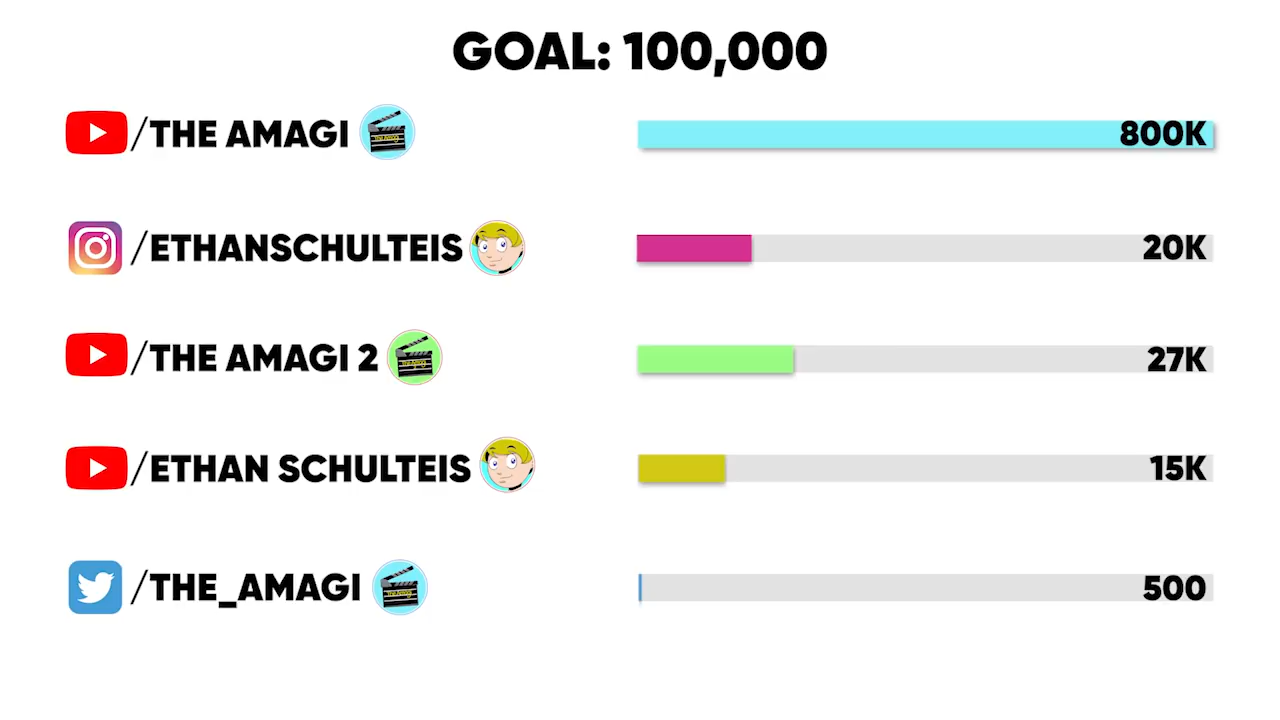 GOAL: 100,000
/THE AMAGI 800K
/ETHANSCHULTEIS 20K
/THE AMAGI 2 27K
/ETHAN SCHULTEIS 15K
/THE_AMAGI 500